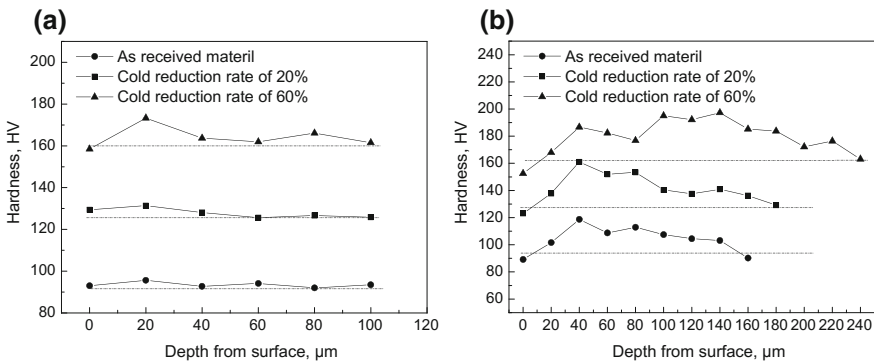 (a)
As received materil
Cold reduction rate of 20%
Cold reduction rate of 60%
Hardness, HV
200
180
160
140
120
100
80
0 20 40 60 80 100 120
Depth from surface, µm
(b)
As received materil
Cold reduction rate of 20%
Cold reduction rate of 60%
Hardness, HV
240
220
200
180
160
140
120
100
80
60
0 20 40 60 80 100 120 140 160 180 200 220 240
Depth from surface, µm